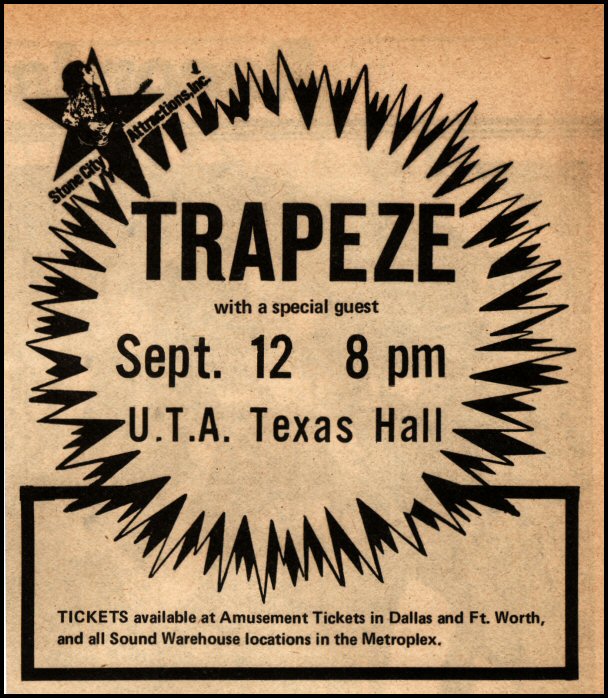 Stone City Attractions, Inc.
TRAPEZE
with a special guest
Sept. 12 8 pm
U.T.A. Texas Hall
TICKETS available at Amusement Tickets in Dallas and Ft. Worth,
and all Sound Warehouse locations in the Metroplex.